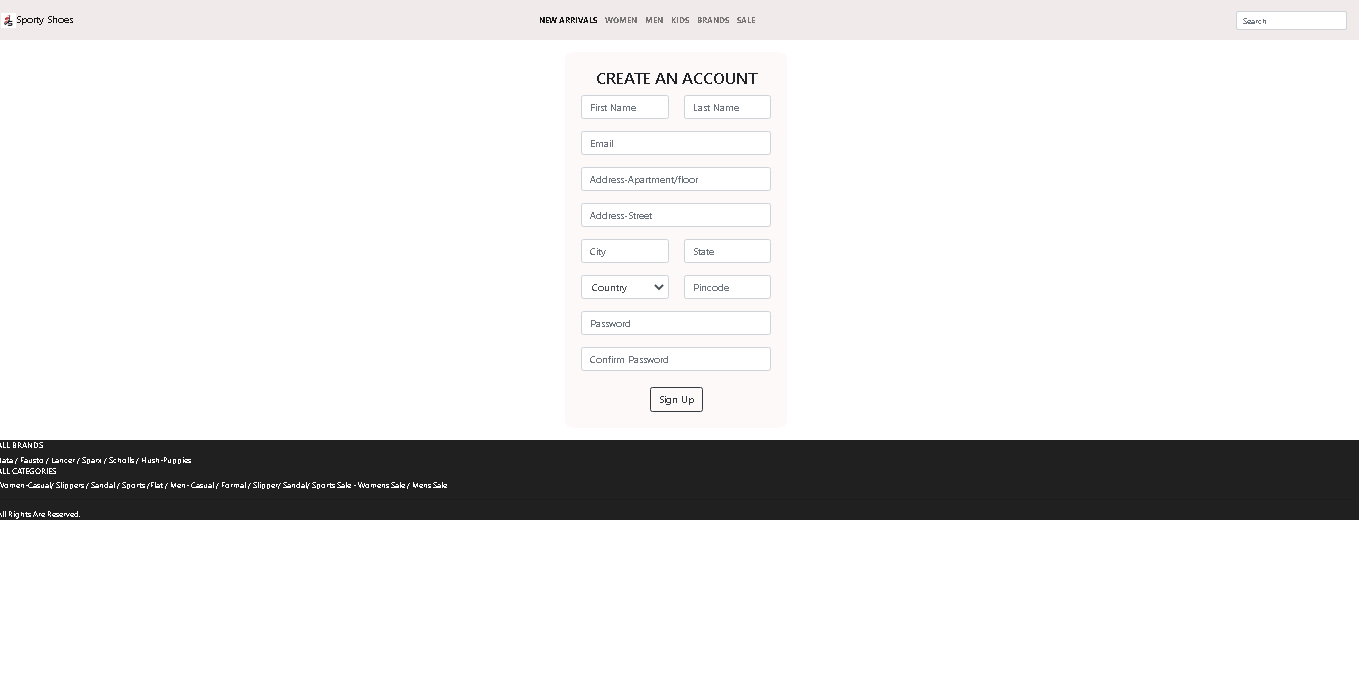 Sporty Shoes NEW ARRIVALS WOMEN MEN KIDS BRANDS SALE Search
CREATE AN ACCOUNT
First Name Last Name
Email
Address-Apartment/floor
Address-Street
City State
Country Pincode
Password
Confirm Password
Sign Up
ALL BRANDS
/ Fausto / Lancer / Sparx / Scholls / Hush-Puppies
ALL CATEGORIES
Women-Casual/ Slippers / Sandal / Sports /Flat / Men- Casual / Formal / Slipper/ Sandal/ Sports Sale - Womens Sale / Mens Sale
All Rights Are Reserved.